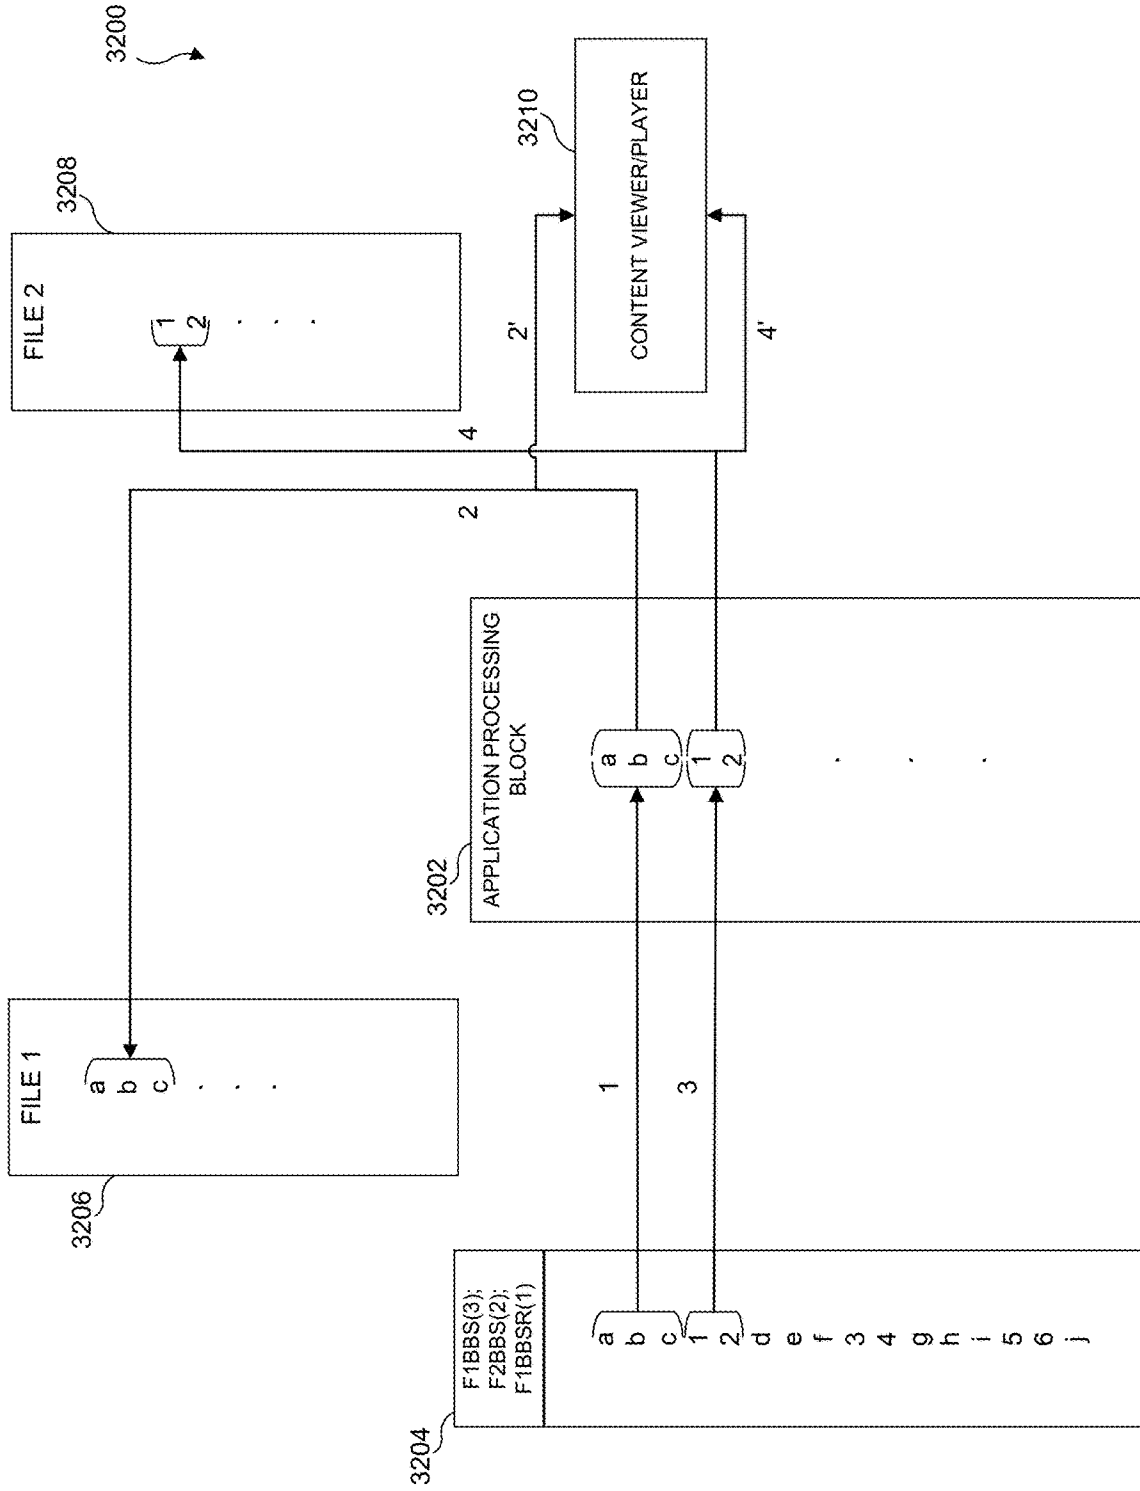 3200
FILE 1
a
b
c
.
.
.
3206
FILE 2
1
2
.
.
.
3208
2
4
2'
4'
CONTENT VIEWER/PLAYER
3210
3204
F1BBS(3);
F2BBS(2);
F1BBSR(1)
a
b
c
1
2
d
e
f
3
4
g
h
i
5
6
j
1
3
3202
APPLICATION PROCESSING
BLOCK
a
b
c
1
2
.
.
.